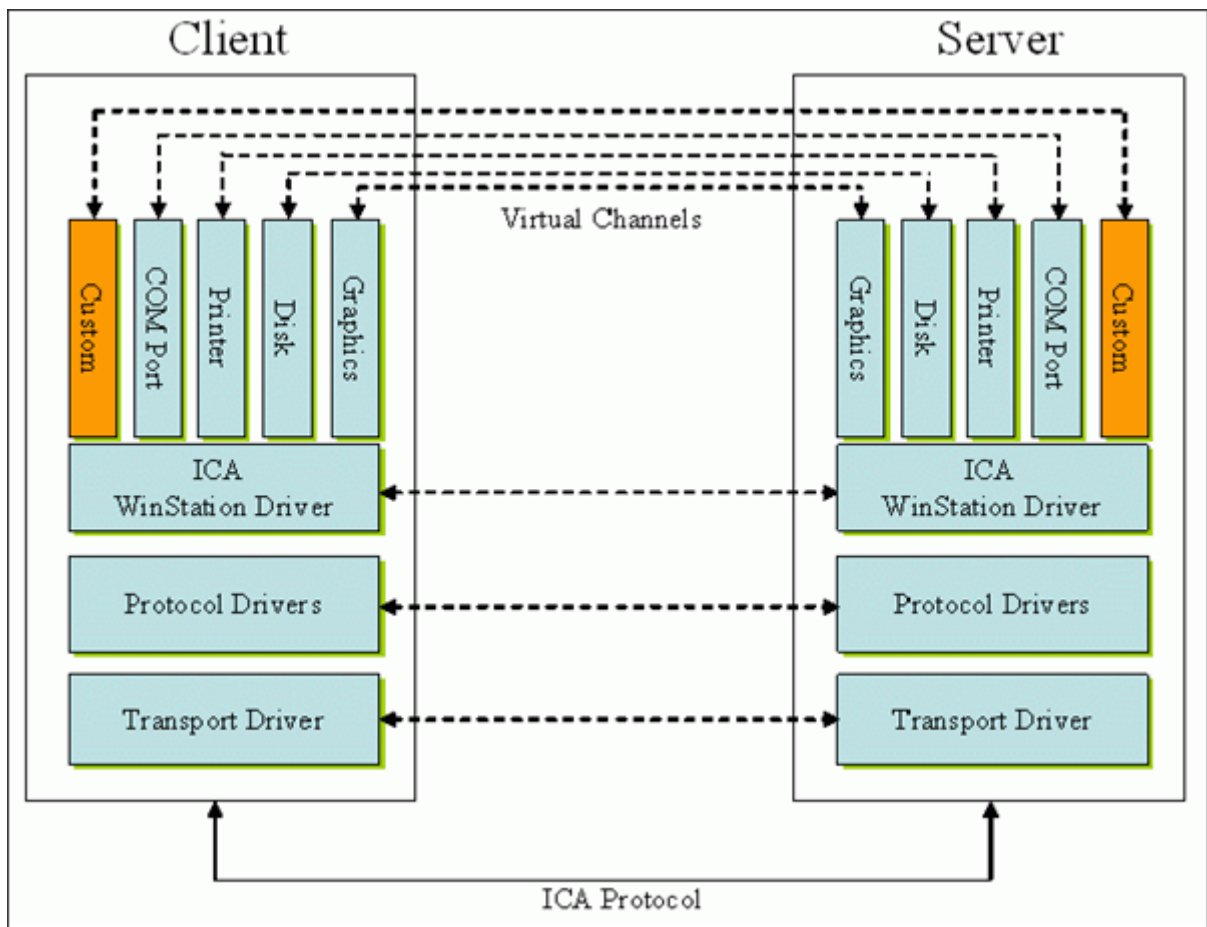 Client
Server
Virtual Channels
Custom
COM Port
Printer
Disk
Graphics
Graphics
Disk
Printer
COM Port
Custom
ICA
WinStation Driver
ICA
WinStation Driver
Protocol Drivers
Protocol Drivers
Transport Driver
Transport Driver
ICA Protocol